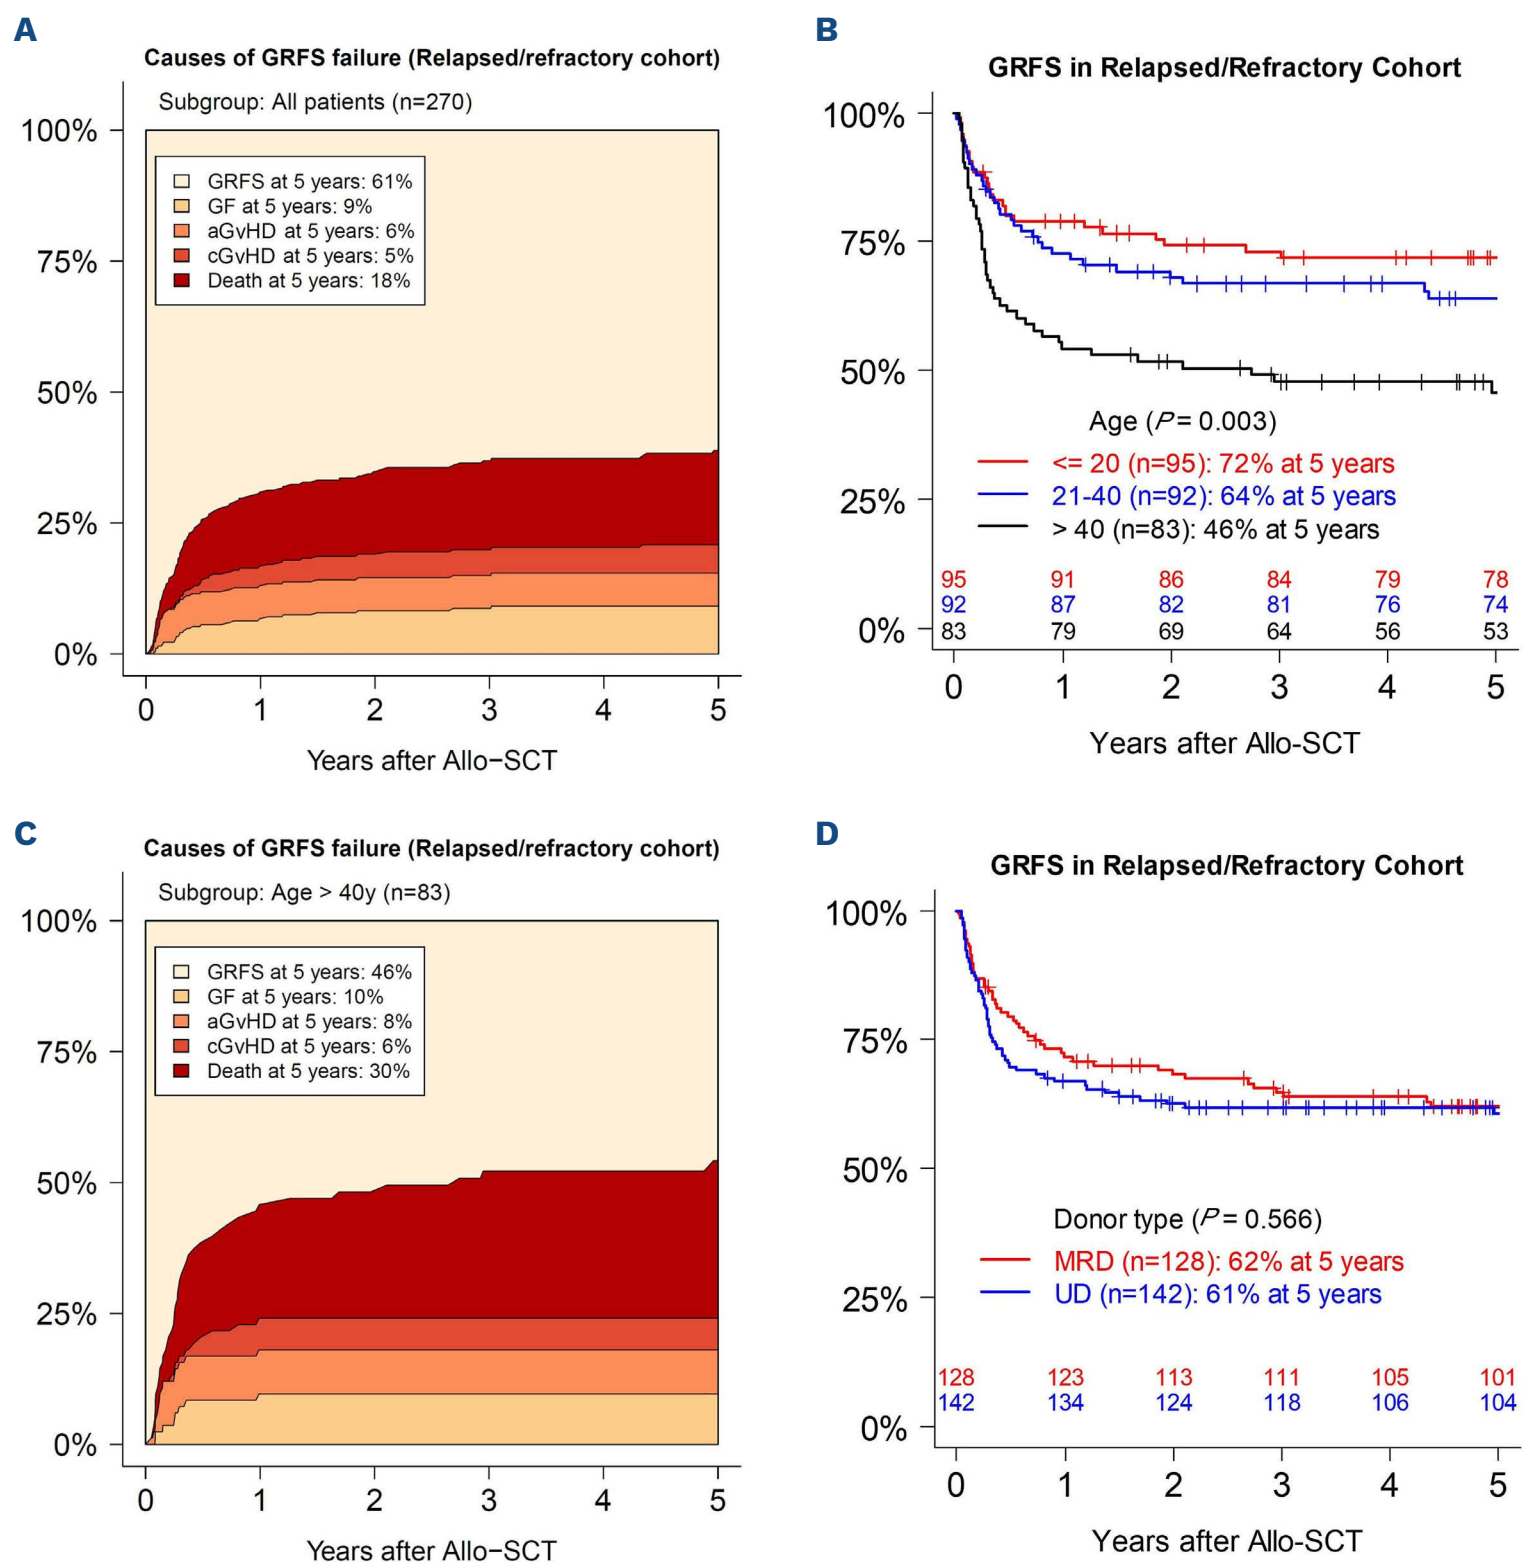 A
Causes of GRFS failure (Relapsed/refractory cohort)
Subgroup: All patients (n=270)
100%
75%
50%
25%
0%
GRFS at 5 years: 61%
GF at 5 years: 9%
aGvHD at 5 years: 6%
cGvHD at 5 years: 5%
Death at 5 years: 18%
0 1 2 3 4 5
Years after Allo−SCT
B
GRFS in Relapsed/Refractory Cohort
100%
75%
50%
25%
0%
Age (P = 0.003)
<= 20 (n=95): 72% at 5 years
21-40 (n=92): 64% at 5 years
> 40 (n=83): 46% at 5 years
95 91 86 84 79 78
92 87 82 81 76 74
83 79 69 64 56 53
0 1 2 3 4 5
Years after Allo-SCT
C
Causes of GRFS failure (Relapsed/refractory cohort)
Subgroup: Age > 40y (n=83)
100%
75%
50%
25%
0%
GRFS at 5 years: 46%
GF at 5 years: 10%
aGvHD at 5 years: 8%
cGvHD at 5 years: 6%
Death at 5 years: 30%
0 1 2 3 4 5
Years after Allo−SCT
D
GRFS in Relapsed/Refractory Cohort
100%
75%
50%
25%
0%
Donor type (P = 0.566)
MRD (n=128): 62% at 5 years
UD (n=142): 61% at 5 years
128 123 113 111 105 101
142 134 124 118 106 104
0 1 2 3 4 5
Years after Allo-SCT